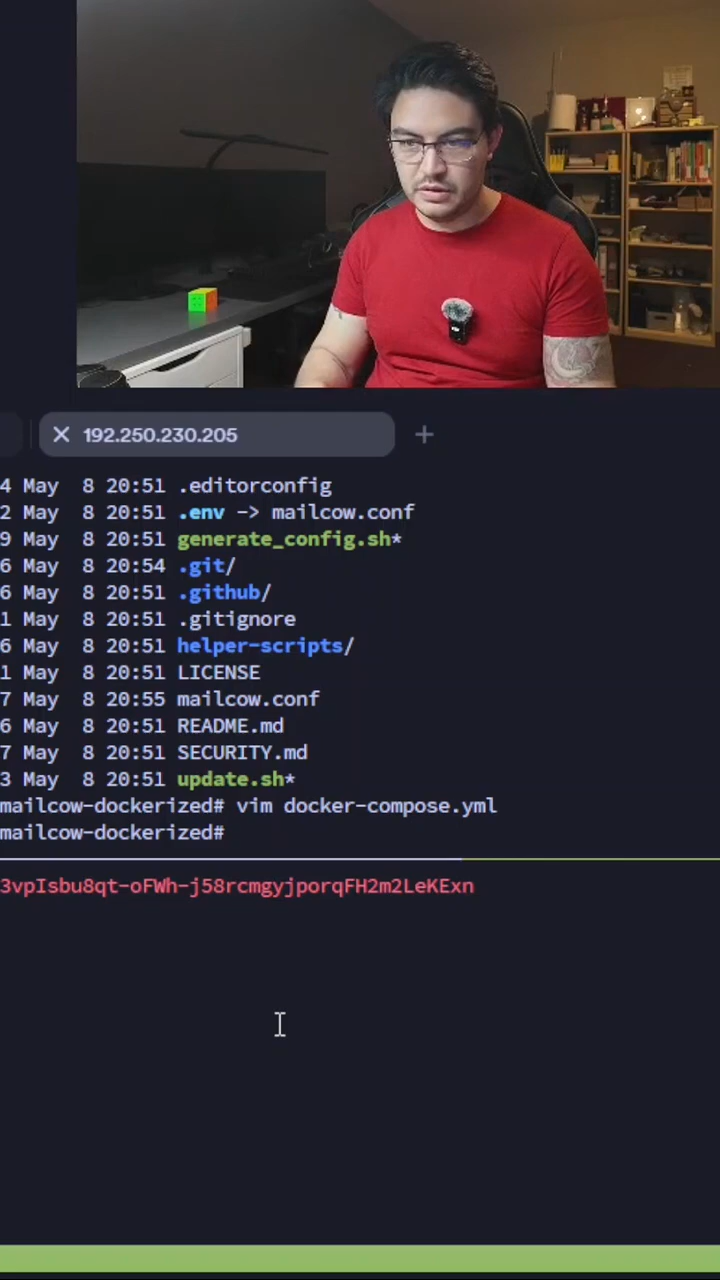 192.250.230.205
4 May 8 20:51 .editorconfig
2 May 8 20:51 .env -> mailcow.conf
9 May 8 20:51 generate_config.sh*
6 May 8 20:54 .git/
6 May 8 20:51 .github/
1 May 8 20:51 .gitignore
6 May 8 20:51 helper-scripts/
1 May 8 20:51 LICENSE
7 May 8 20:55 mailcow.conf
6 May 8 20:51 README.md
7 May 8 20:51 SECURITY.md
3 May 8 20:51 update.sh*
mailcow-dockerized# vim docker-compose.yml
mailcow-dockerized#
3vpIsbu8qt-oFWh-j58rcmgyjporqFH2m2LeKExn